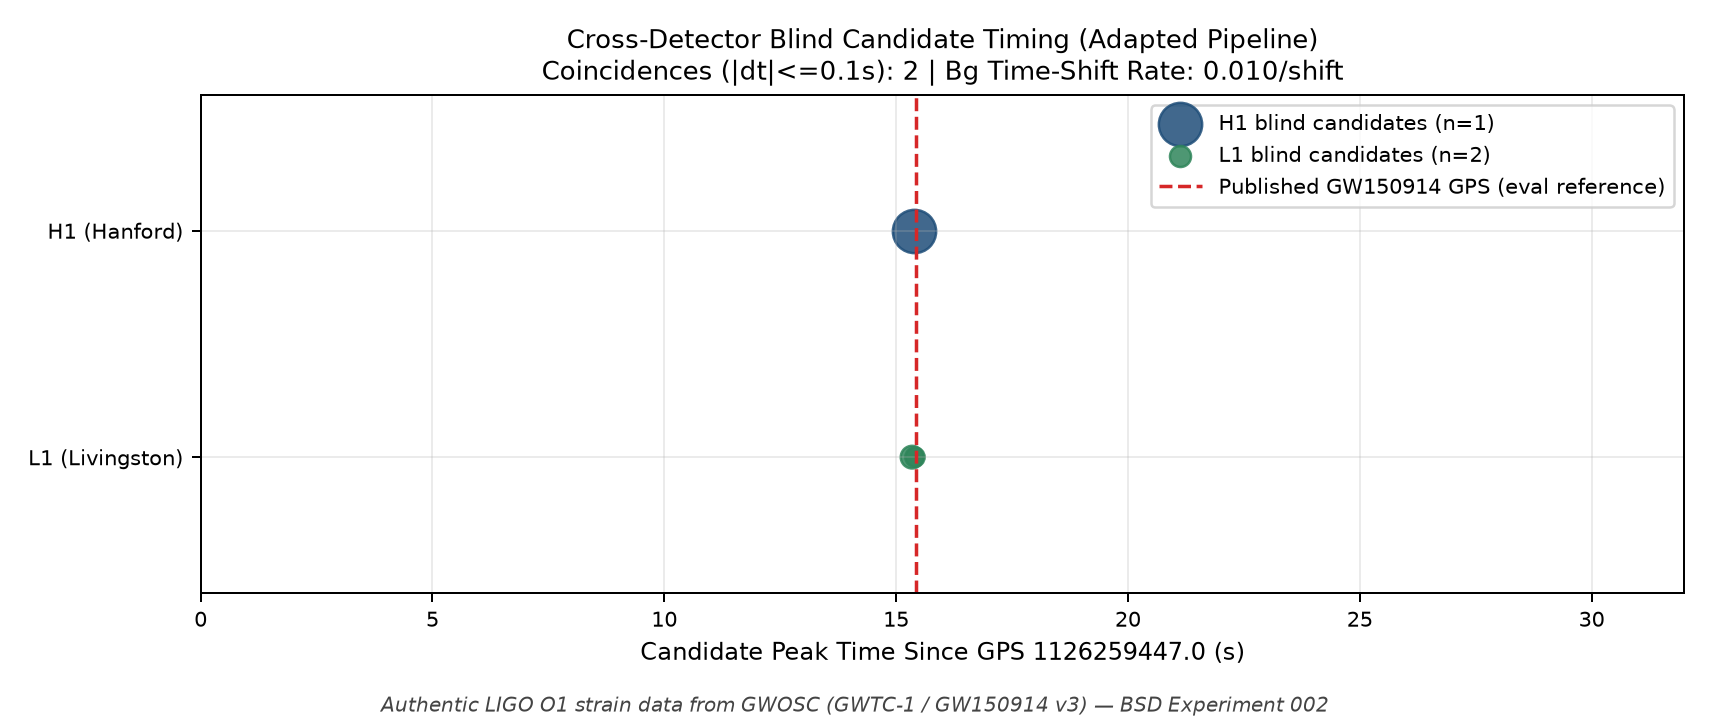 Cross-Detector Blind Candidate Timing (Adapted Pipeline)
Coincidences (|dt|<=0.1s): 2 | Bg Time-Shift Rate: 0.010/shift
H1 blind candidates (n=1)
L1 blind candidates (n=2)
Published GW150914 GPS (eval reference)
H1 (Hanford)
L1 (Livingston)
0 5 10 15 20 25 30
Candidate Peak Time Since GPS 1126259447.0 (s)
Authentic LIGO O1 strain data from GWOSC (GWTC-1 / GW150914 v3) — BSD Experiment 002